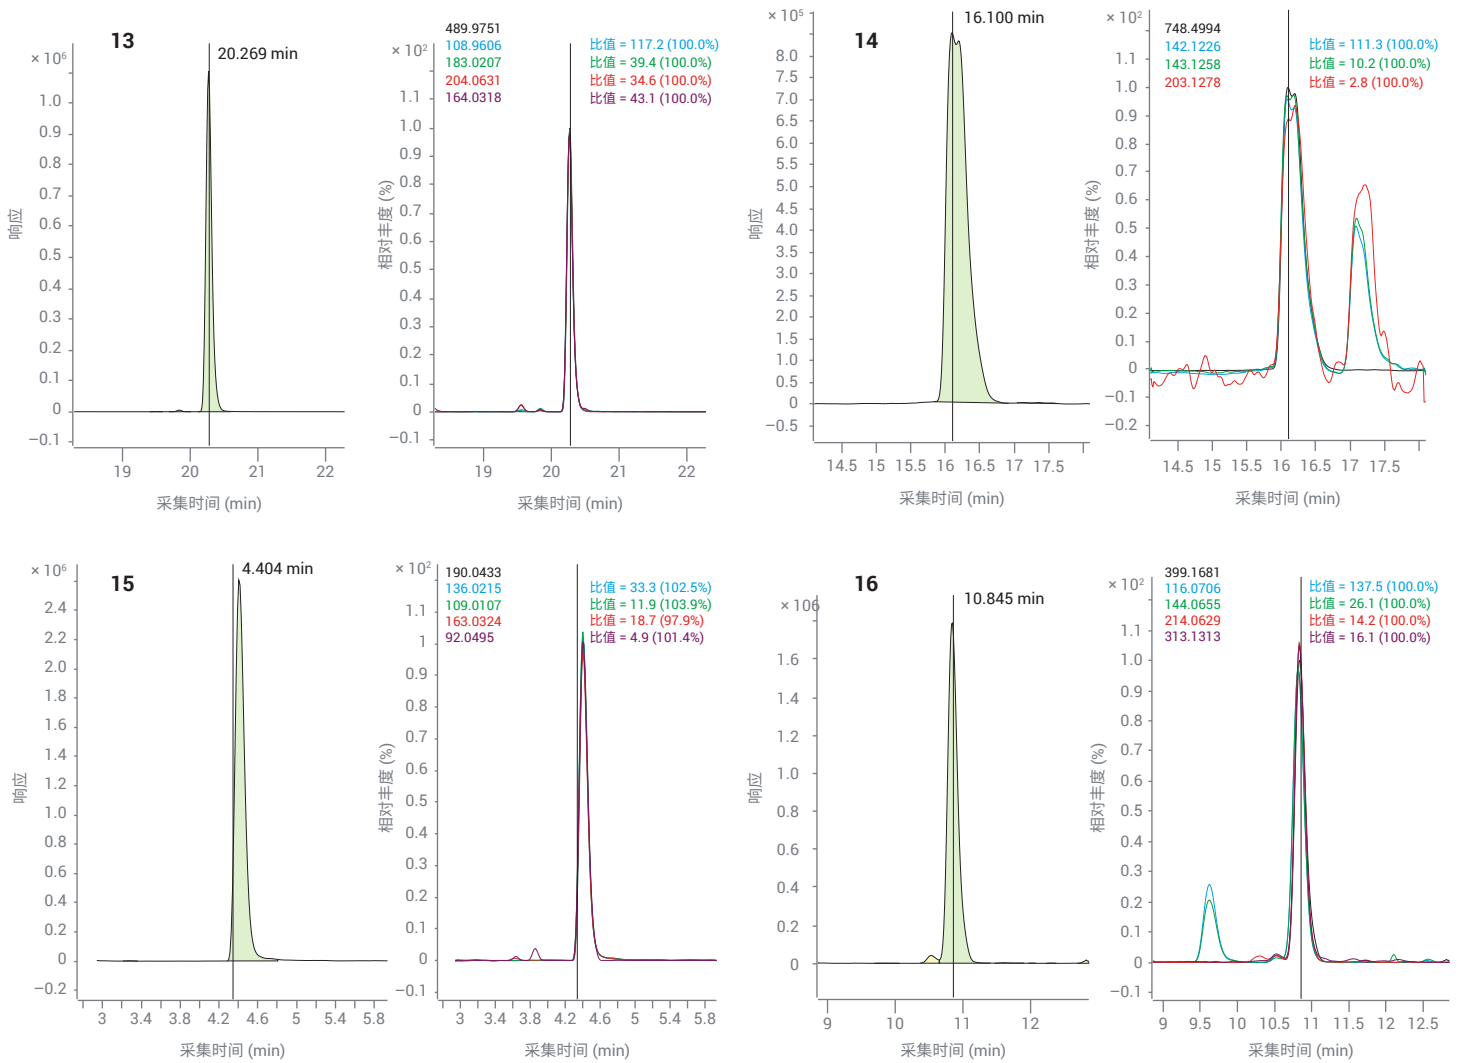 13
× 10⁶
20.269 min
1.0
0.9
0.8
0.7
0.6
0.5
0.4
0.3
0.2
0.1
0
−0.1
响应
19 20 21 22
采集时间 (min)
× 10²
489.9751
108.9606 比值 = 117.2 (100.0%)
183.0207 比值 = 39.4 (100.0%)
204.0631 比值 = 34.6 (100.0%)
164.0318 比值 = 43.1 (100.0%)
1.1
1.0
0.9
0.8
0.7
0.6
0.5
0.4
0.3
0.2
0.1
0
−0.1
相对丰度 (%)
19 20 21 22
采集时间 (min)
14
× 10⁵
16.100 min
8.0
7.5
7.0
6.5
6.0
5.5
5.0
4.5
4.0
3.5
3.0
2.5
2.0
1.5
1.0
0.5
0
−0.5
响应
14.5 15 15.5 16 16.5 17 17.5
采集时间 (min)
× 10²
748.4994
142.1226 比值 = 111.3 (100.0%)
143.1258 比值 = 10.2 (100.0%)
203.1278 比值 = 2.8 (100.0%)
1.1
1.0
0.9
0.8
0.7
0.6
0.5
0.4
0.3
0.2
0.1
0
−0.1
−0.2
相对丰度 (%)
14.5 15 15.5 16 16.5 17 17.5
采集时间 (min)
15
× 10⁶
4.404 min
2.4
2.2
2.0
1.8
1.6
1.4
1.2
1.0
0.8
0.6
0.4
0.2
0
−0.2
响应
3 3.4 3.8 4.2 4.6 5 5.4 5.8
采集时间 (min)
× 10²
190.0433
136.0215 比值 = 33.3 (102.5%)
109.0107 比值 = 11.9 (103.9%)
163.0324 比值 = 18.7 (97.9%)
92.0495 比值 = 4.9 (101.4%)
1.1
1
0.9
0.8
0.7
0.6
0.5
0.4
0.3
0.2
0.1
0
−0.1
相对丰度 (%)
3 3.4 3.8 4.2 4.6 5 5.4 5.8
采集时间 (min)
16
× 106
10.845 min
1.6
1.4
1.2
1.0
0.8
0.6
0.4
0.2
0
响应
9 10 11 12
采集时间 (min)
× 10²
399.1681
116.0706 比值 = 137.5 (100.0%)
144.0655 比值 = 26.1 (100.0%)
214.0629 比值 = 14.2 (100.0%)
313.1313 比值 = 16.1 (100.0%)
1.1
1.0
0.9
0.8
0.7
0.6
0.5
0.4
0.3
0.2
0.1
0
−0.1
相对丰度 (%)
9 9.5 10 10.5 11 11.5 12 12.5
采集时间 (min)